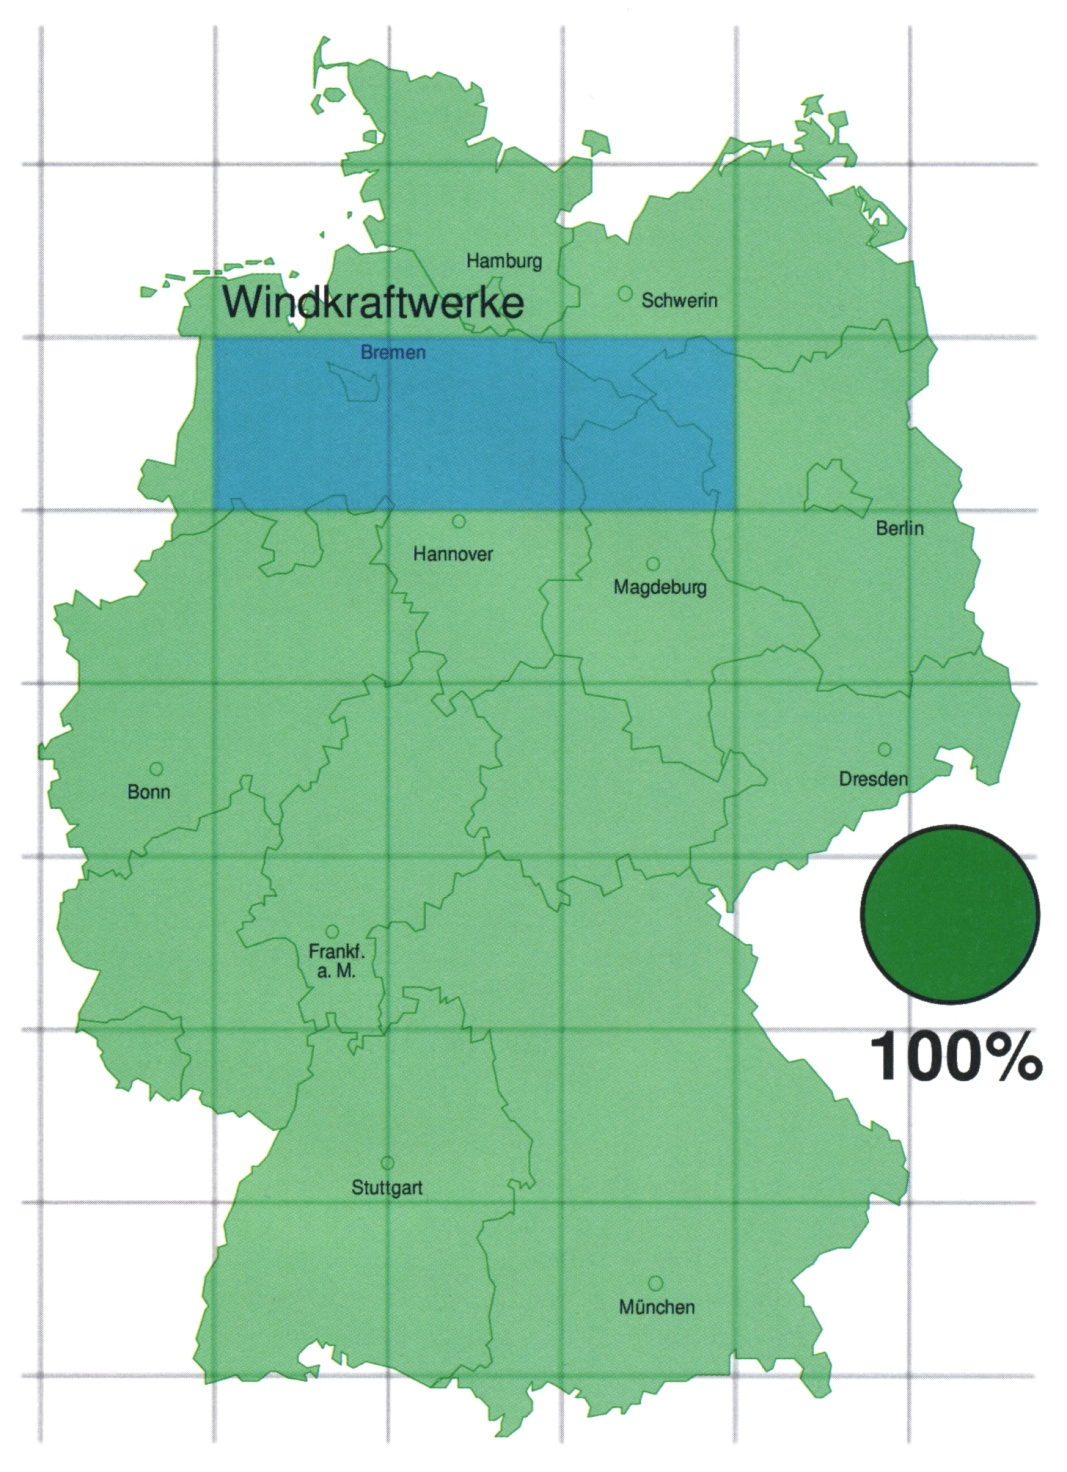 Hamburg
Schwerin
Windkraftwerke
Bremen
Berlin
Hannover
Magdeburg
Dresden
Bonn
Frankf.
a. M.
100%
Stuttgart
München